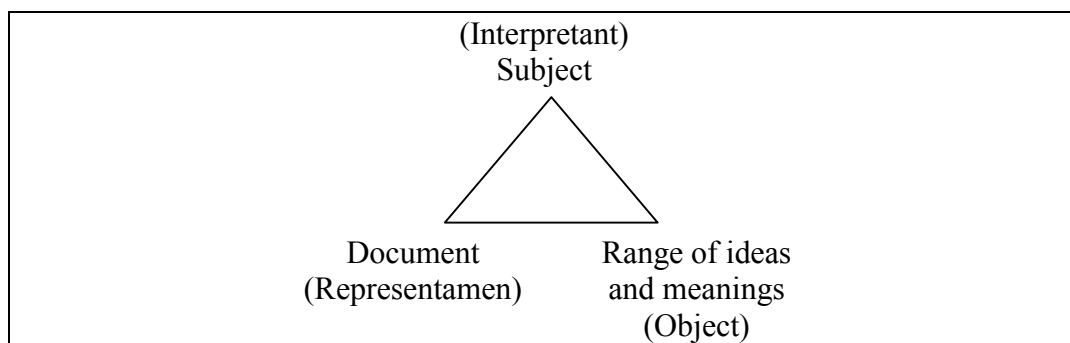 (Interpretant)
Subject
Document
(Representamen)
Range of ideas
and meanings
(Object)